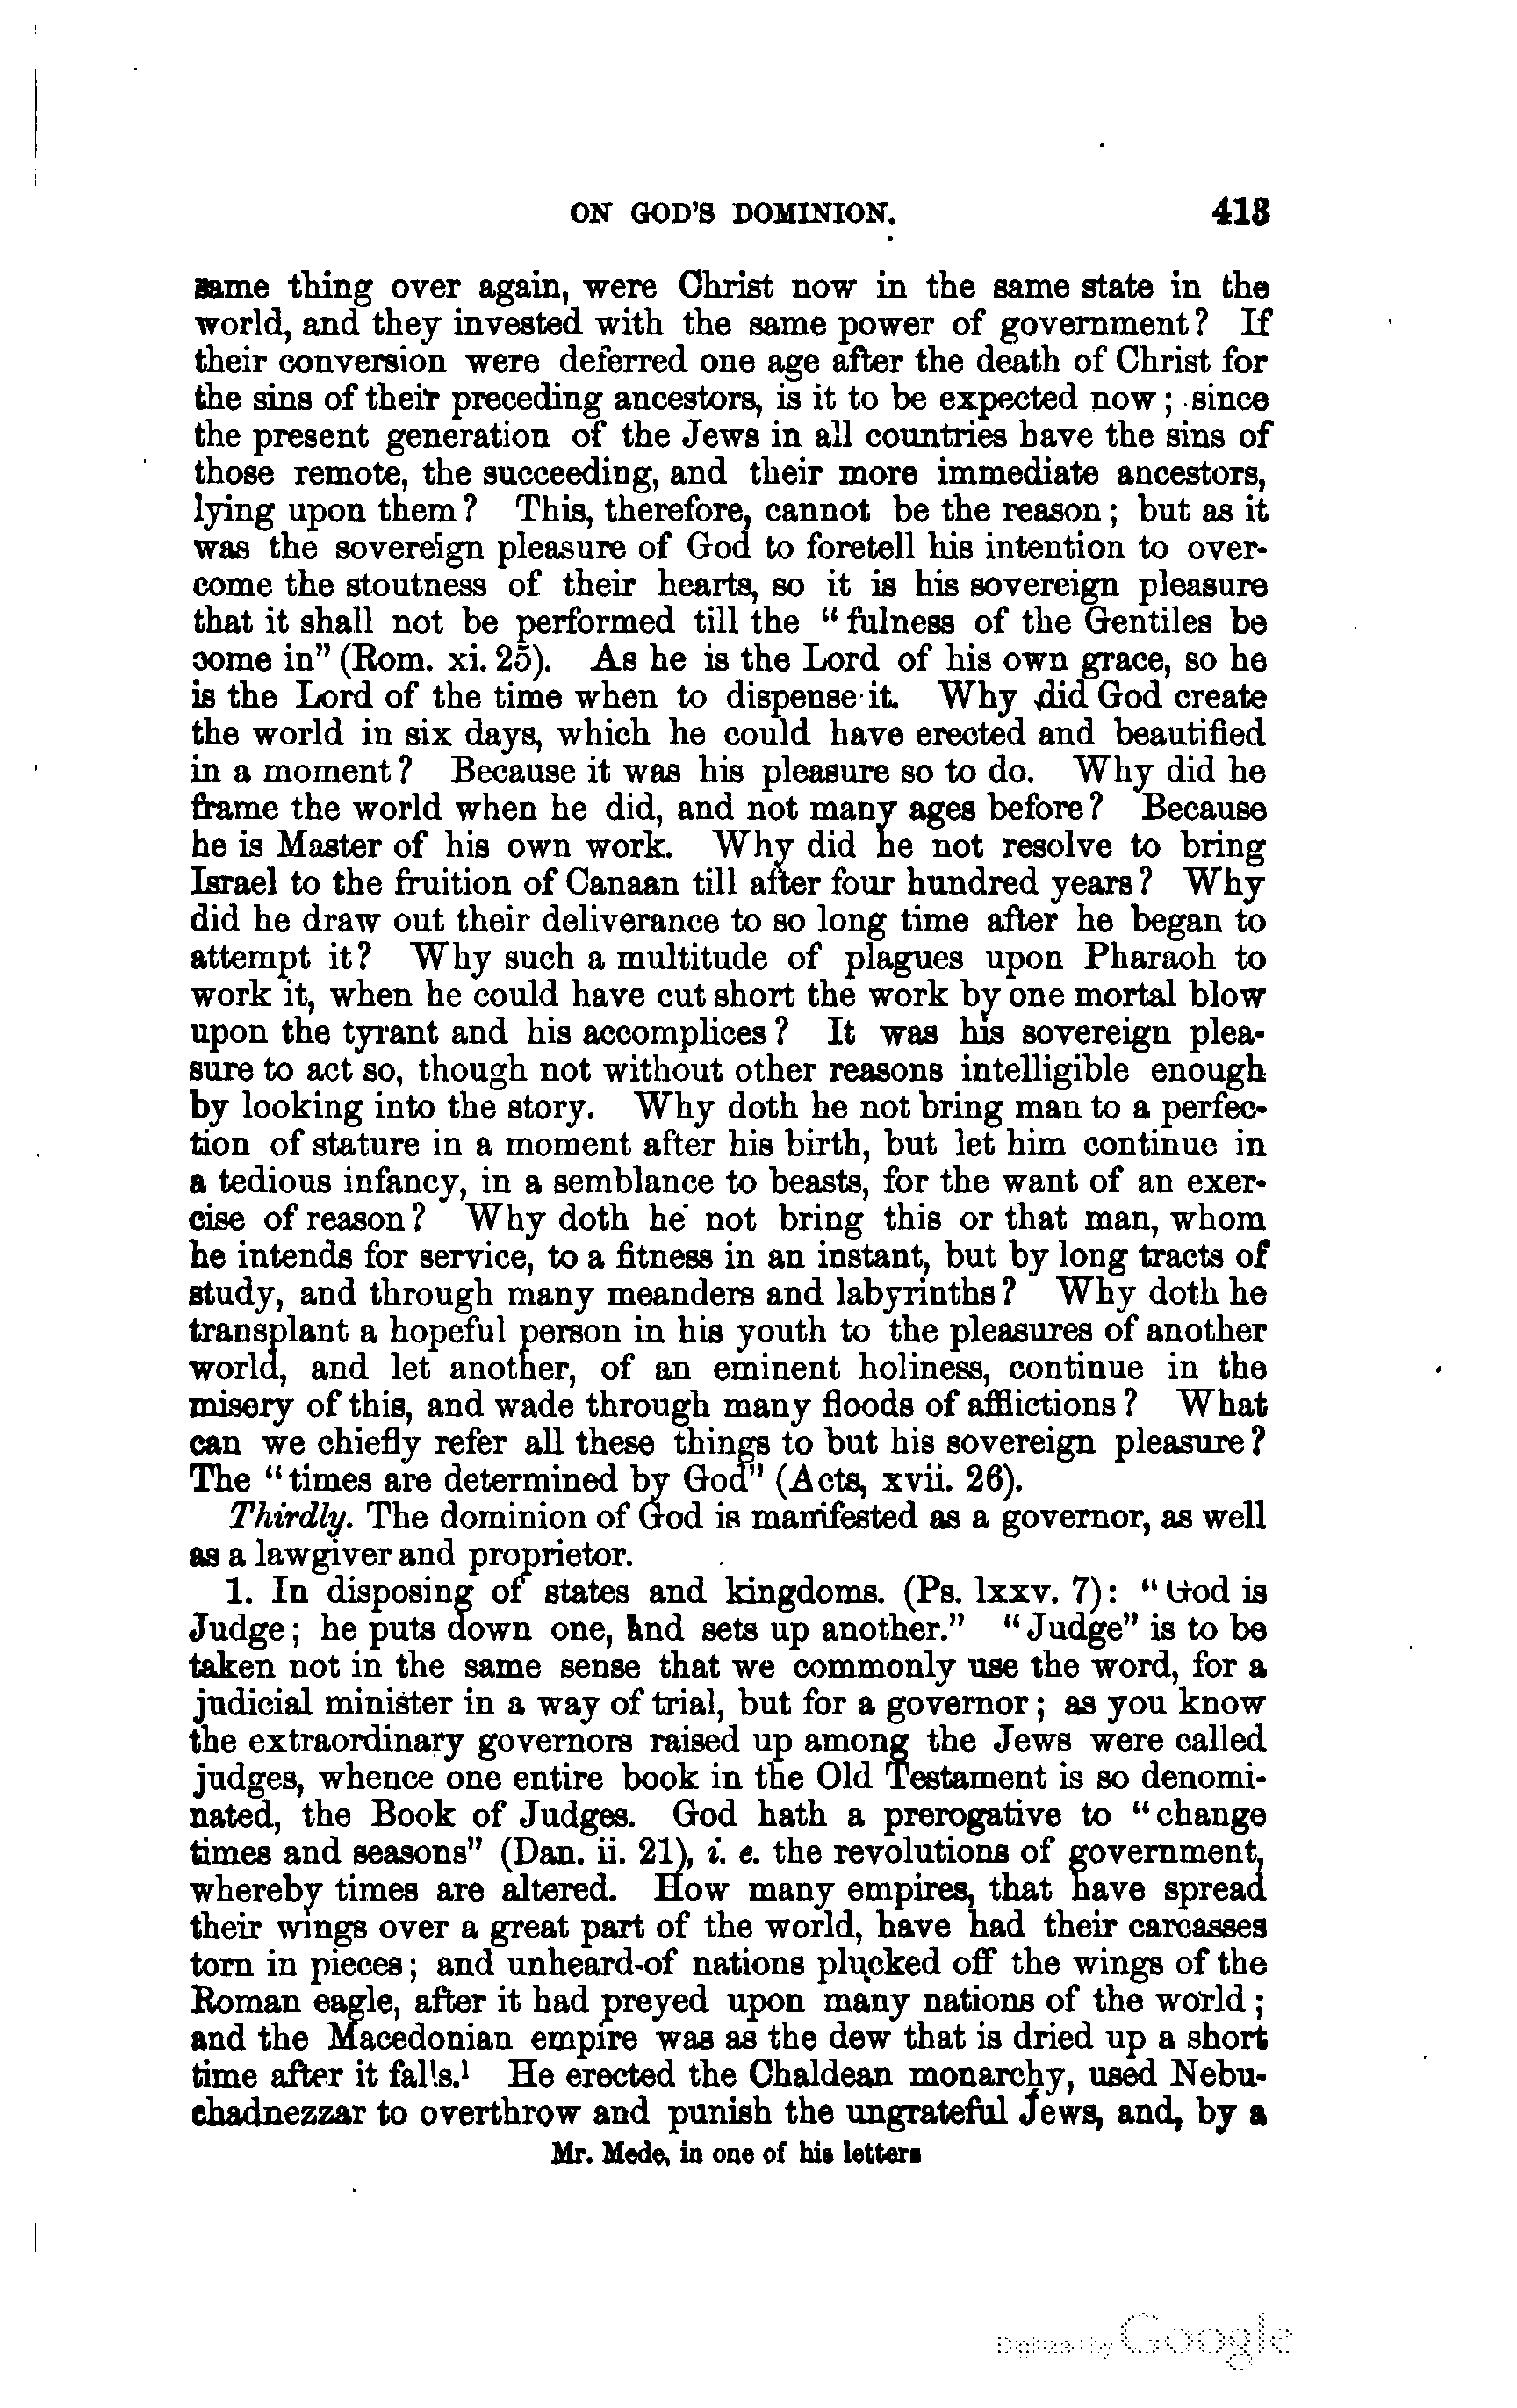 ON GOD'S DOMINION. 413
same thing over again, were Christ now in the same state in the
world, and they invested with the same power of government? If
their conversion were deferred one age after the death of Christ for
the sins of their preceding ancestors, is it to be expected now; since
the present generation of the Jews in all countries have the sins of
those remote, the succeeding, and their more immediate ancestors,
lying upon them? This, therefore, cannot be the reason; but as it
was the sovereign pleasure of God to foretell his intention to over-
come the stoutness of their hearts, so it is his sovereign pleasure
that it shall not be performed till the “fulness of the Gentiles be
come in” (Rom. xi. 25). As he is the Lord of his own grace, so he
is the Lord of the time when to dispense it. Why did God create
the world in six days, which he could have erected and beautified
in a moment? Because it was his pleasure so to do. Why did he
frame the world when he did, and not many ages before? Because
he is Master of his own work. Why did he not resolve to bring
Israel to the fruition of Canaan till after four hundred years? Why
did he draw out their deliverance to so long time after he began to
attempt it? Why such a multitude of plagues upon Pharaoh to
work it, when he could have cut short the work by one mortal blow
upon the tyrant and his accomplices? It was his sovereign plea-
sure to act so, though not without other reasons intelligible enough
by looking into the story. Why doth he not bring man to a perfec-
tion of stature in a moment after his birth, but let him continue in
a tedious infancy, in a semblance to beasts, for the want of an exer-
cise of reason? Why doth he not bring this or that man, whom
he intends for service, to a fitness in an instant, but by long tracts of
study, and through many meanders and labyrinths? Why doth he
transplant a hopeful person in his youth to the pleasures of another
world, and let another, of an eminent holiness, continue in the
misery of this, and wade through many floods of afflictions? What
can we chiefly refer all these things to but his sovereign pleasure?
The “times are determined by God” (Acts, xvii. 26).
Thirdly. The dominion of God is manifested as a governor, as well
as a lawgiver and proprietor.
1. In disposing of states and kingdoms. (Ps. lxxv. 7): “God is
Judge; he puts down one, and sets up another.” “Judge” is to be
taken not in the same sense that we commonly use the word, for a
judicial minister in a way of trial, but for a governor; as you know
the extraordinary governors raised up among the Jews were called
judges, whence one entire book in the Old Testament is so denomi-
nated, the Book of Judges. God hath a prerogative to “change
times and seasons” (Dan. ii. 21), i. e. the revolutions of government,
whereby times are altered. How many empires, that have spread
their wings over a great part of the world, have had their carcasses
torn in pieces; and unheard-of nations plucked off the wings of the
Roman eagle, after it had preyed upon many nations of the world;
and the Macedonian empire was as the dew that is dried up a short
time after it falls.¹ He erected the Chaldean monarchy, used Nebu-
chadnezzar to overthrow and punish the ungrateful Jews, and, by a
Mr. Mede, in one of his letters
Digitized by Google